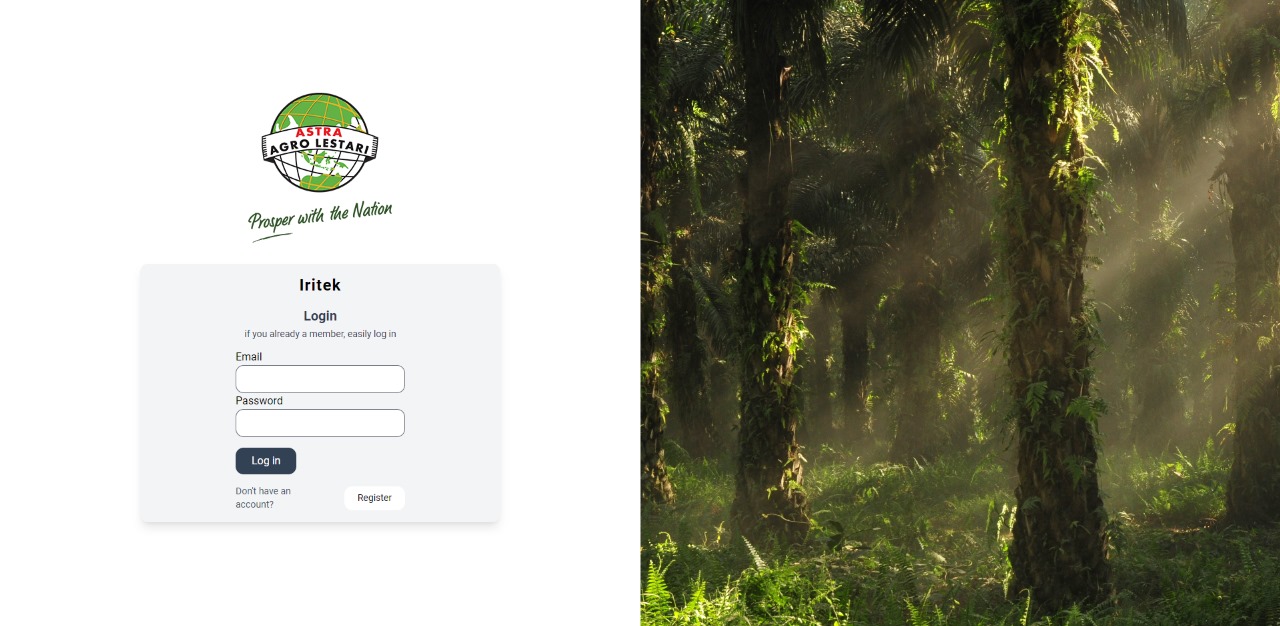 ASTRA
AGRO LESTARI
Prosper with the Nation
Iritek
Login
if you already a member, easily log in
Email
Password
Log in
Don't have an
account?
Register